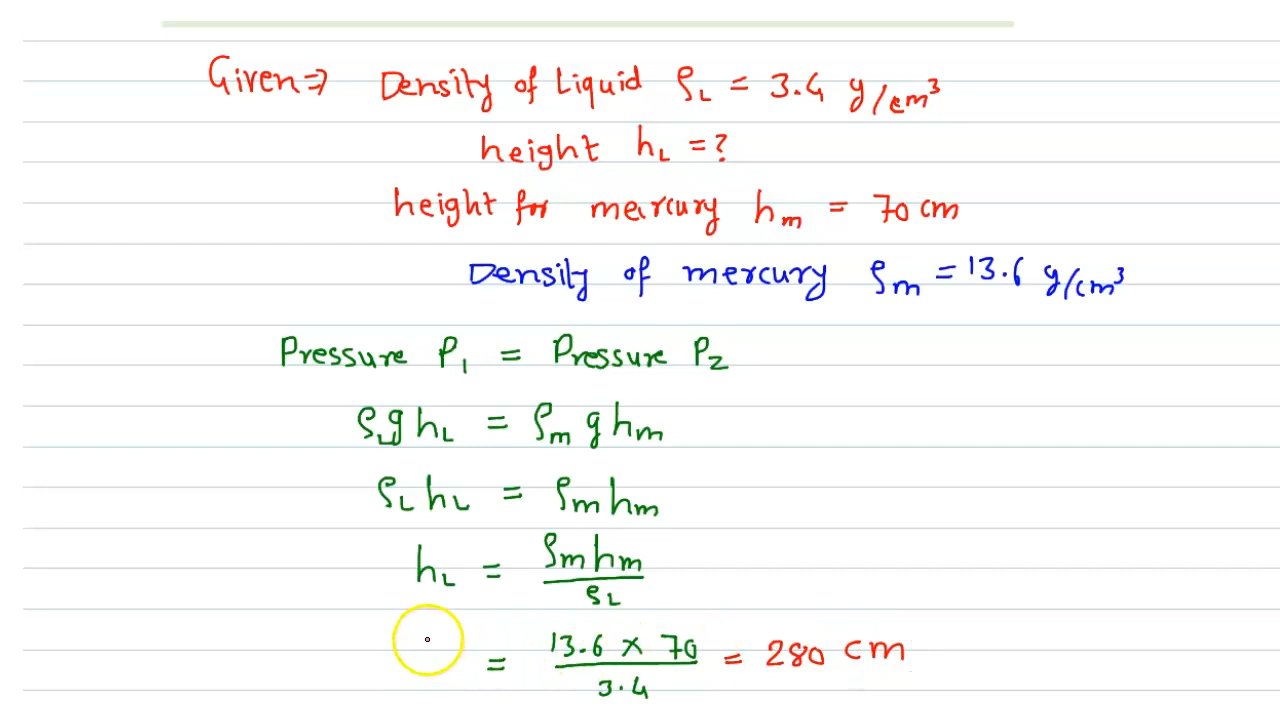 Given ⇒ Density of Liquid ρL = 3.4 g/cm³
height hL = ?
height for mercury hm = 70 cm
Density of mercury ρm = 13.6 g/cm³
Pressure P1 = Pressure P2
ρL g hL = ρm g hm
ρL hL = ρm hm
hL = ρm hm / ρL
= 13.6 × 70 / 3.4 = 280 cm